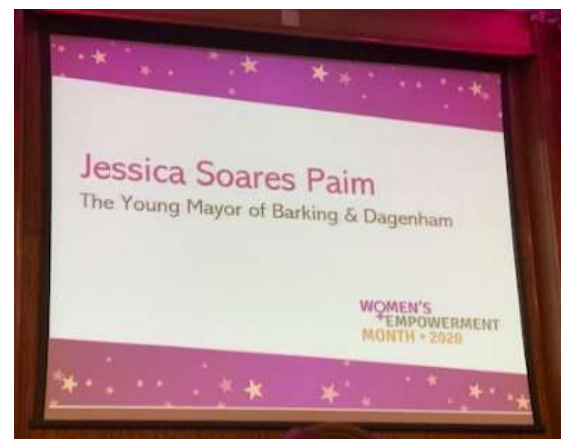 Jessica Soares Paim
The Young Mayor of Barking & Dagenham
WOMEN'S
EMPOWERMENT
MONTH • 2020